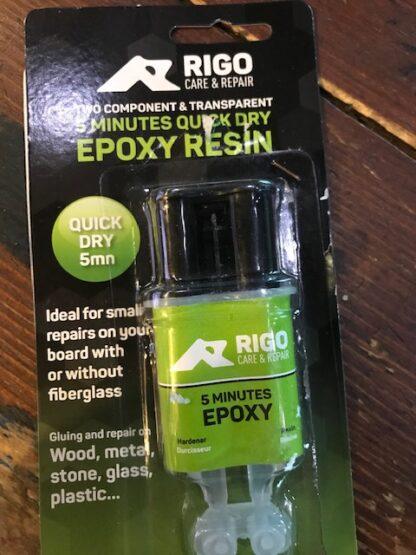 RIGO
CARE & REPAIR
TWO COMPONENT & TRANSPARENT
5 MINUTES QUICK DRY
EPOXY RESIN
QUICK
DRY
5mn
Ideal for small
repairs on your
board with
or without
fiberglass
Gluing and repair on
Wood, metal,
stone, glass,
plastic...
RIGO
CARE & REPAIR
5 MINUTES
EPOXY
Hardener
Durcisseur
Resin